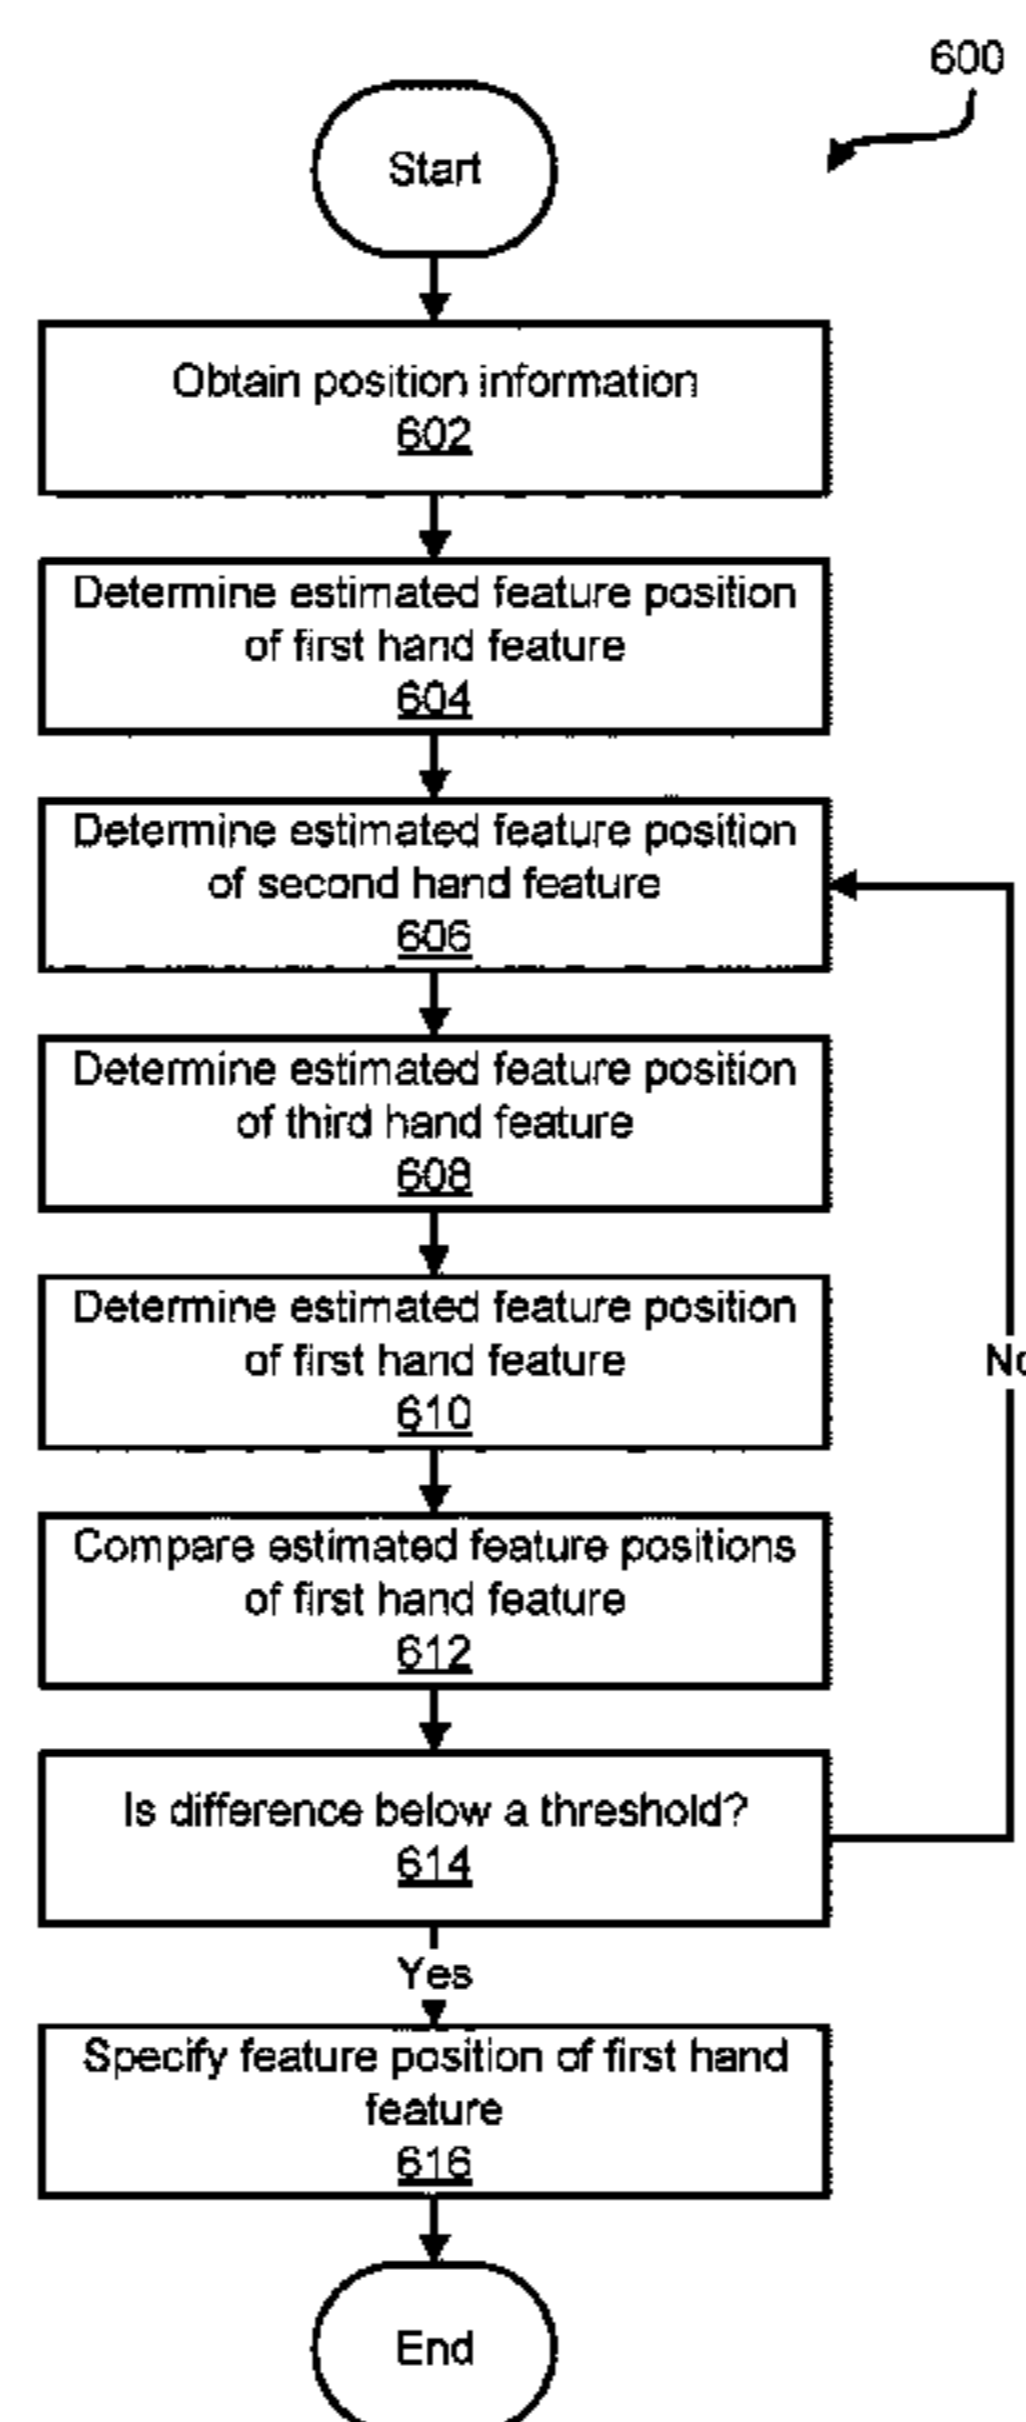 600
Start
Obtain position information
602
Determine estimated feature position
of first hand feature
604
Determine estimated feature position
of second hand feature
606
Determine estimated feature position
of third hand feature
608
Determine estimated feature position
of first hand feature
610
Compare estimated feature positions
of first hand feature
612
No
Is difference below a threshold?
614
Yes
Specify feature position of first hand
feature
616
End